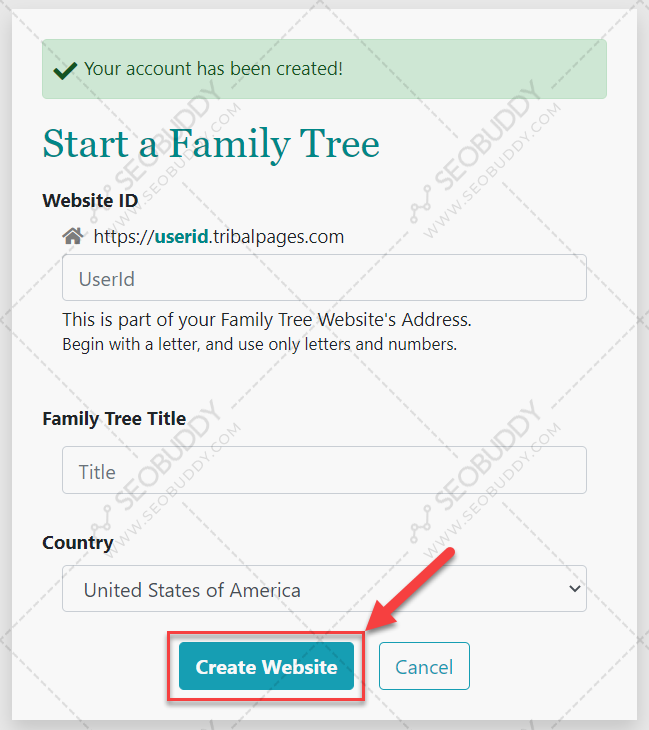 Your account has been created!
Start a Family Tree
Website ID
https://userid.tribalpages.com
UserId
This is part of your Family Tree Website's Address.
Begin with a letter, and use only letters and numbers.
Family Tree Title
Title
Country
United States of America
Create Website
Cancel
SEOBUDDY
WWW.SEOBUDDY.COM
SEOBUDDY
WWW.SEOBUDDY.COM
SEOBUDDY
WWW.SEOBUDDY.COM
SEOBUDDY
WWW.SEOBUDDY.COM